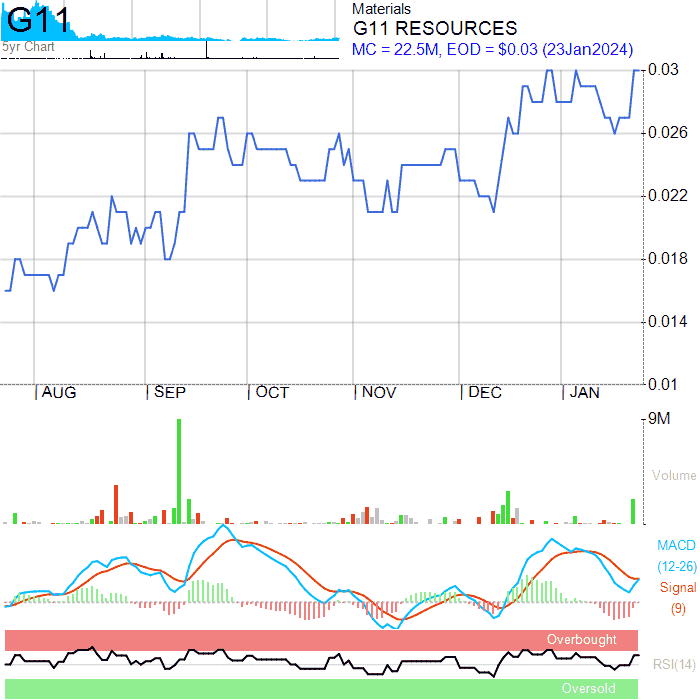 G11
5yr Chart
Materials
G11 RESOURCES
MC = 22.5M, EOD = $0.03 (23Jan2024)
0.03
0.026
0.022
0.018
0.014
0.01
AUG SEP OCT NOV DEC JAN
9M
Volume
MACD
(12-26)
Signal
(9)
Overbought
RSI(14)
Oversold